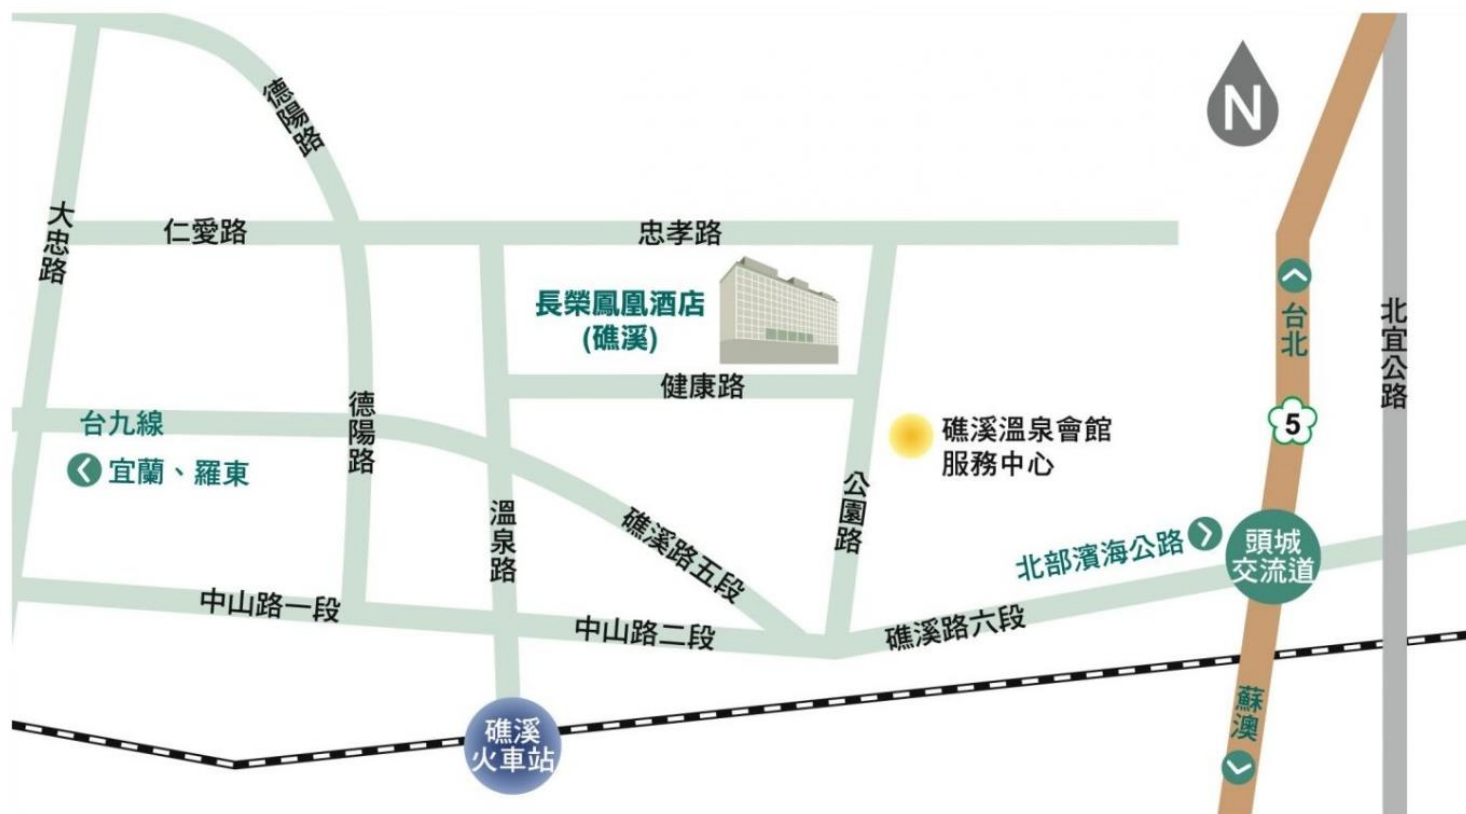 德陽路
N
大忠路
仁愛路
忠孝路
長榮鳳凰酒店
(礁溪)
台北
北宜公路
健康路
台九線
宜蘭、羅東
德陽路
5
礁溪溫泉會館
服務中心
溫泉路
礁溪路五段
公園路
北部濱海公路
頭城
交流道
中山路一段
中山路二段
礁溪路六段
蘇澳
礁溪
火車站